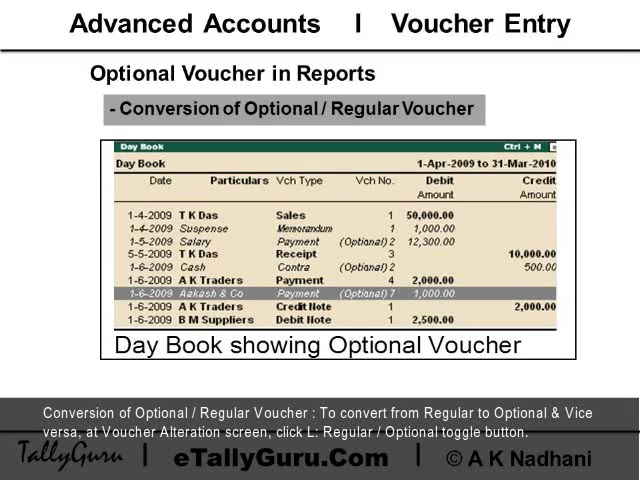 Advanced Accounts I Voucher Entry
Optional Voucher in Reports
- Conversion of Optional / Regular Voucher
Day Book Ctrl + M
Day Book 1-Apr-2009 to 31-Mar-2010
Date Particulars Vch Type Vch No. Debit Credit
Amount Amount
1-4-2009 T K Das Sales 1 50,000.00
1-4-2009 Suspense Memorandum 1 1,000.00
1-5-2009 Salary Payment (Optional) 2 12,300.00
5-5-2009 T K Das Receipt 3 10,000.00
1-6-2009 Cash Contra (Optional) 2 500.00
1-6-2009 A K Traders Payment 4 2,000.00
1-6-2009 Aakash & Co Payment (Optional) 7 1,000.00
1-6-2009 A K Traders Credit Note 1 2,000.00
1-6-2009 B M Suppliers Debit Note 1 2,500.00
Day Book showing Optional Voucher
Conversion of Optional / Regular Voucher : To convert from Regular to Optional & Vice
versa, at Voucher Alteration screen, click L: Regular / Optional toggle button.
TallyGuru I eTallyGuru.Com I © A K Nadhani